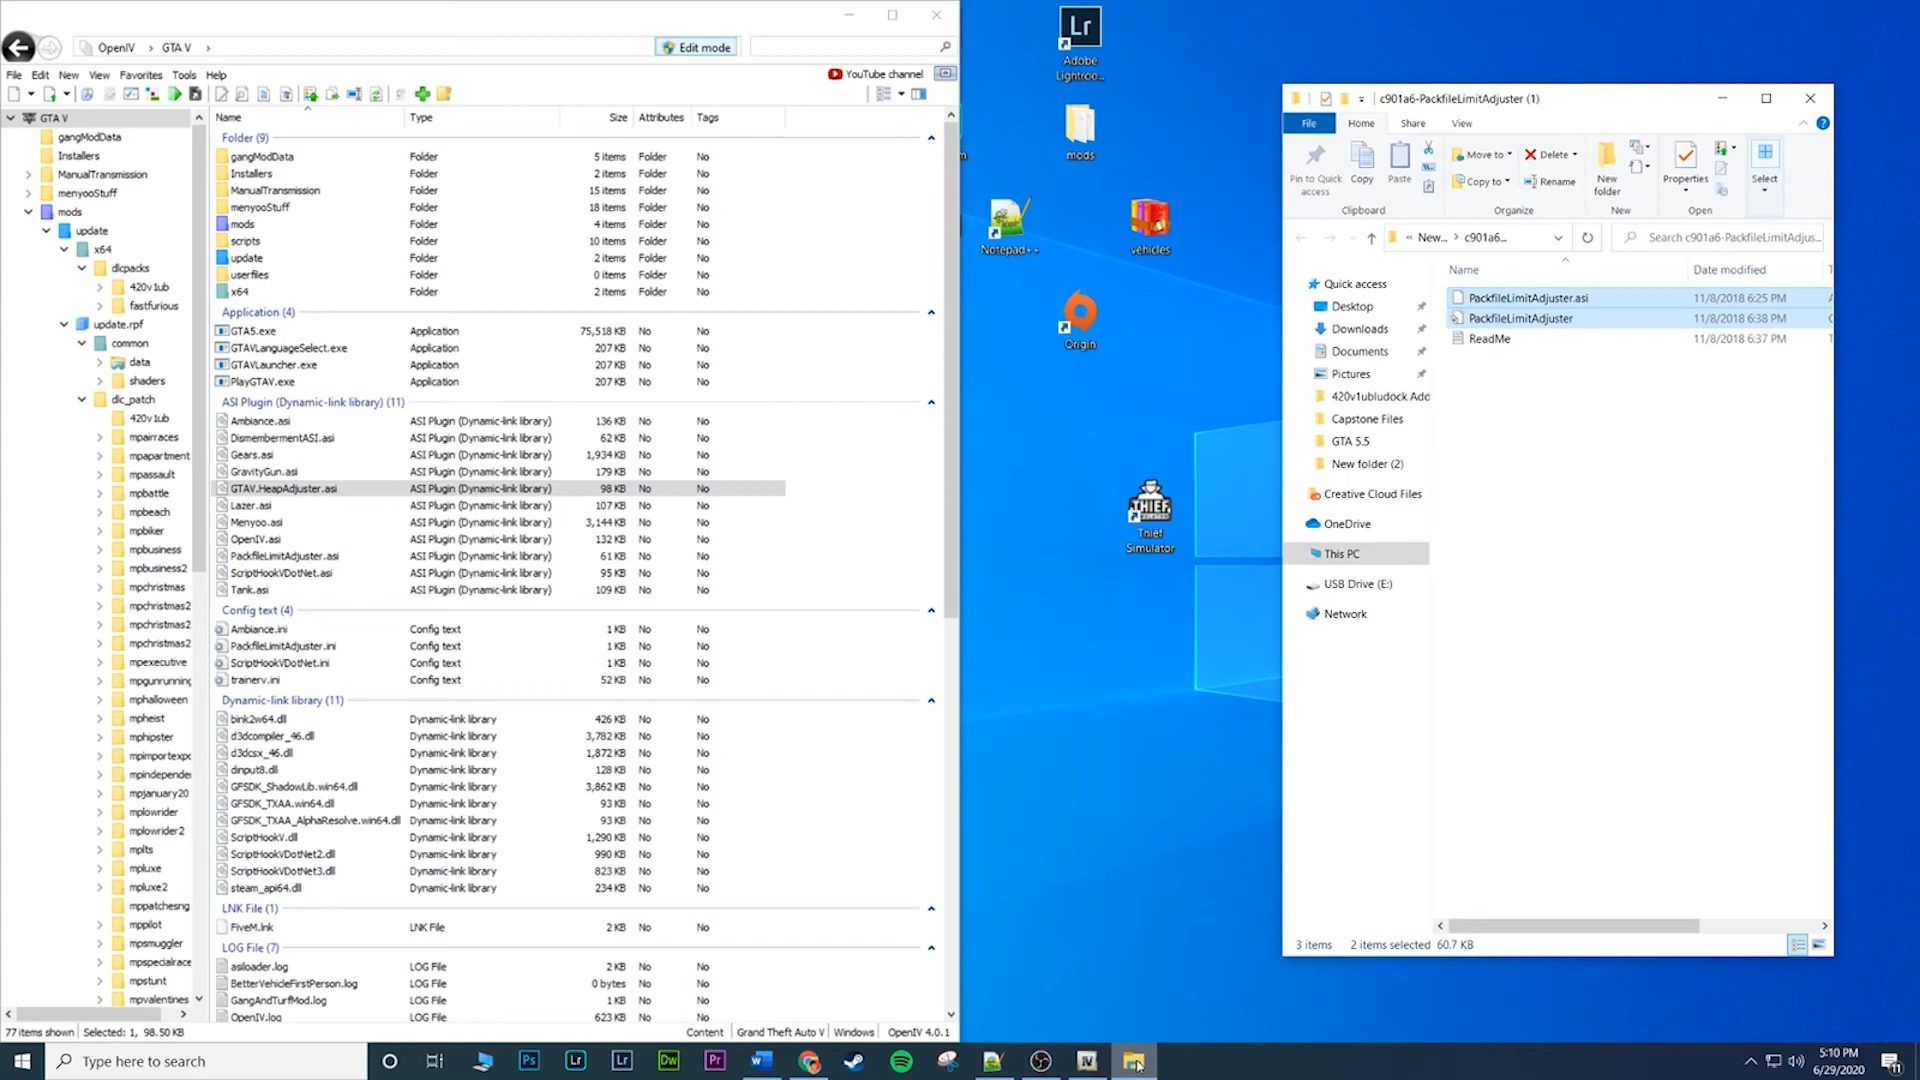 OpenIV › GTA V ›
Edit mode
File Edit New View Favorites Tools Help
YouTube channel
GTA V
gangModData
Installers
ManualTransmission
menyooStuff
mods
update
x64
dlcpacks
420v1ub
fastfurious
update.rpf
common
data
shaders
dlc_patch
420v1ub
mpairraces
mpapartment
mpassault
mpbattle
mpbeach
mpbiker
mpbusiness
mpbusiness2
mpchristmas
mpchristmas2
mpchristmas2
mpchristmas2
mpexecutive
mpgunrunning
mphalloween
mpheist
mphipster
mpimportexpo
mpindepende
mpjanuary20
mplowrider
mplowrider2
mplts
mpluxe
mpluxe2
mppatchesng
mppilot
mpsmuggler
mpspecialrace
mpstunt
mpvalentines
Name Type Size Attributes Tags
Folder (9)
gangModData Folder 5 items Folder No
Installers Folder 2 items Folder No
ManualTransmission Folder 15 items Folder No
menyooStuff Folder 18 items Folder No
mods Folder 4 items Folder No
scripts Folder 10 items Folder No
update Folder 2 items Folder No
userfiles Folder 0 items Folder No
x64 Folder 2 items Folder No
Application (4)
GTA5.exe Application 75,518 KB No No
GTAVLanguageSelect.exe Application 207 KB No No
GTAVLauncher.exe Application 207 KB No No
PlayGTAV.exe Application 207 KB No No
ASI Plugin (Dynamic-link library) (11)
Ambiance.asi ASI Plugin (Dynamic-link library) 136 KB No No
DismembermentASI.asi ASI Plugin (Dynamic-link library) 62 KB No No
Gears.asi ASI Plugin (Dynamic-link library) 1,934 KB No No
GravityGun.asi ASI Plugin (Dynamic-link library) 179 KB No No
GTAV.HeapAdjuster.asi ASI Plugin (Dynamic-link library) 98 KB No No
Lazer.asi ASI Plugin (Dynamic-link library) 107 KB No No
Menyoo.asi ASI Plugin (Dynamic-link library) 3,144 KB No No
OpenIV.asi ASI Plugin (Dynamic-link library) 132 KB No No
PackfileLimitAdjuster.asi ASI Plugin (Dynamic-link library) 61 KB No No
ScriptHookVDotNet.asi ASI Plugin (Dynamic-link library) 95 KB No No
Tank.asi ASI Plugin (Dynamic-link library) 109 KB No No
Config text (4)
Ambiance.ini Config text 1 KB No No
PackfileLimitAdjuster.ini Config text 1 KB No No
ScriptHookVDotNet.ini Config text 1 KB No No
trainerv.ini Config text 52 KB No No
Dynamic-link library (11)
bink2w64.dll Dynamic-link library 426 KB No No
d3dcompiler_46.dll Dynamic-link library 3,782 KB No No
d3dcsx_46.dll Dynamic-link library 1,872 KB No No
dinput8.dll Dynamic-link library 128 KB No No
GFSDK_ShadowLib.win64.dll Dynamic-link library 3,862 KB No No
GFSDK_TXAA.win64.dll Dynamic-link library 93 KB No No
GFSDK_TXAA_AlphaResolve.win64.dll Dynamic-link library 93 KB No No
ScriptHookV.dll Dynamic-link library 1,290 KB No No
ScriptHookVDotNet2.dll Dynamic-link library 990 KB No No
ScriptHookVDotNet3.dll Dynamic-link library 823 KB No No
steam_api64.dll Dynamic-link library 234 KB No No
LNK File (1)
FiveM.lnk LNK File 2 KB No No
LOG File (7)
asiloader.log LOG File 2 KB No No
BetterVehicleFirstPerson.log LOG File 0 bytes No No
GangAndTurfMod.log LOG File 1 KB No No
OpenIV.log LOG File 623 KB No No
77 items shown Selected: 1, 98.50 KB
Content Grand Theft Auto V Windows OpenIV 4.0.1
Lr
Adobe
Lightroo...
mods
Notepad++
vehicles
Origin
THIEF
Thief
Simulator
c901a6-PackfileLimitAdjuster (1)
File Home Share View
Pin to Quick
access
Copy
Paste
Move to
Copy to
Delete
Rename
New
folder
Properties
Select
Clipboard Organize New Open
« New... › c901a6...
Search c901a6-PackfileLimitAdjus...
Quick access
Desktop
Downloads
Documents
Pictures
420v1ubludock Add
Capstone Files
GTA 5.5
New folder (2)
Creative Cloud Files
OneDrive
This PC
USB Drive (E:)
Network
Name Date modified
PackfileLimitAdjuster.asi 11/8/2018 6:25 PM
PackfileLimitAdjuster 11/8/2018 6:38 PM
ReadMe 11/8/2018 6:37 PM
3 items 2 items selected 60.7 KB
Type here to search
Ps Lr Lr Dw Pr W IV
5:10 PM
6/29/2020
11